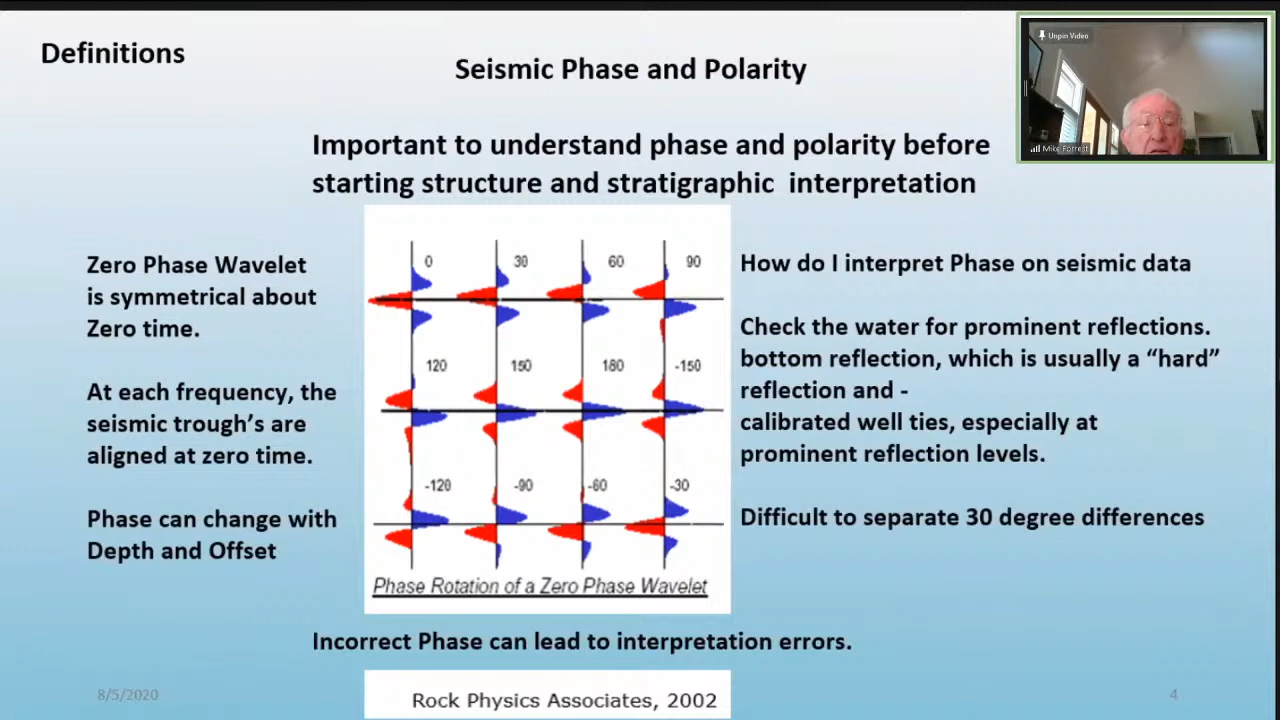 Definitions
Seismic Phase and Polarity
Unpin Video
Mike Forrest
Important to understand phase and polarity before
starting structure and stratigraphic interpretation
Zero Phase Wavelet
is symmetrical about
Zero time.
At each frequency, the
seismic trough's are
aligned at zero time.
Phase can change with
Depth and Offset
0 30 60 90
120 150 180 -150
-120 -90 -60 -30
Phase Rotation of a Zero Phase Wavelet
How do I interpret Phase on seismic data
Check the water for prominent reflections.
bottom reflection, which is usually a “hard”
reflection and -
calibrated well ties, especially at
prominent reflection levels.
Difficult to separate 30 degree differences
Incorrect Phase can lead to interpretation errors.
Rock Physics Associates, 2002
8/5/2020
4